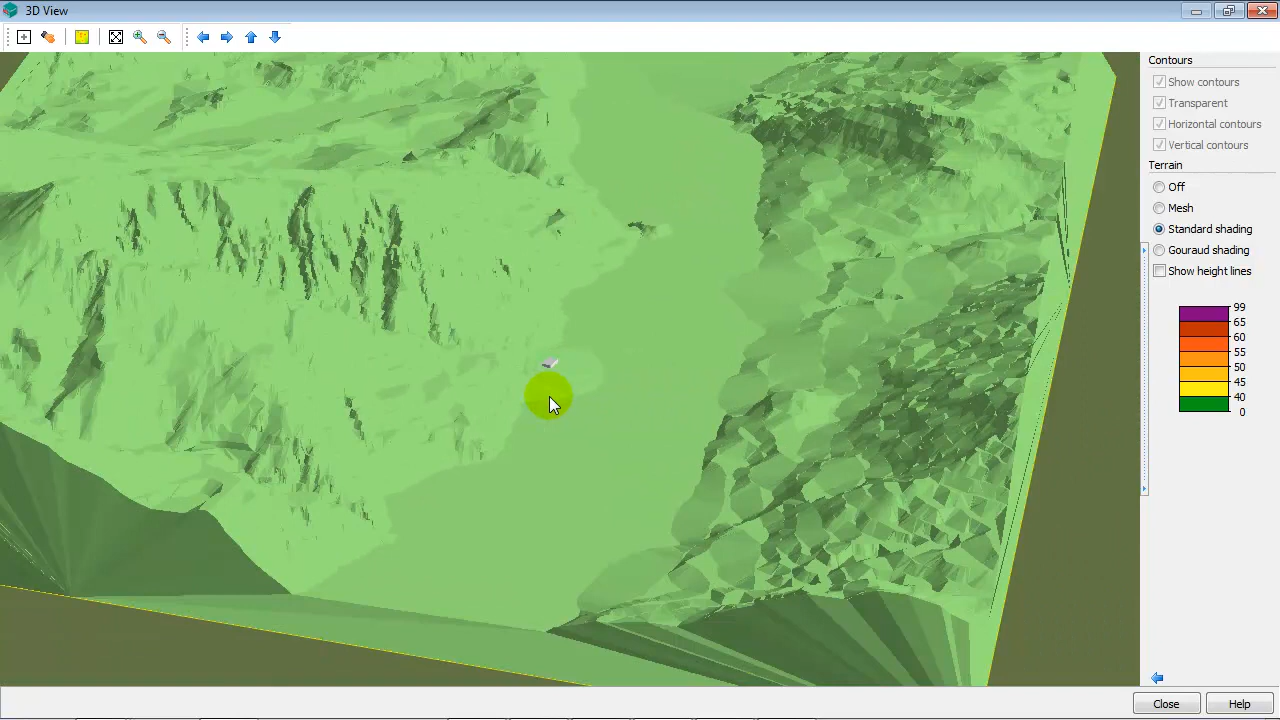 3D View
Contours
Show contours
Transparent
Horizontal contours
Vertical contours
Terrain
Off
Mesh
Standard shading
Gouraud shading
Show height lines
99
65
60
55
50
45
40
0
Close
Help